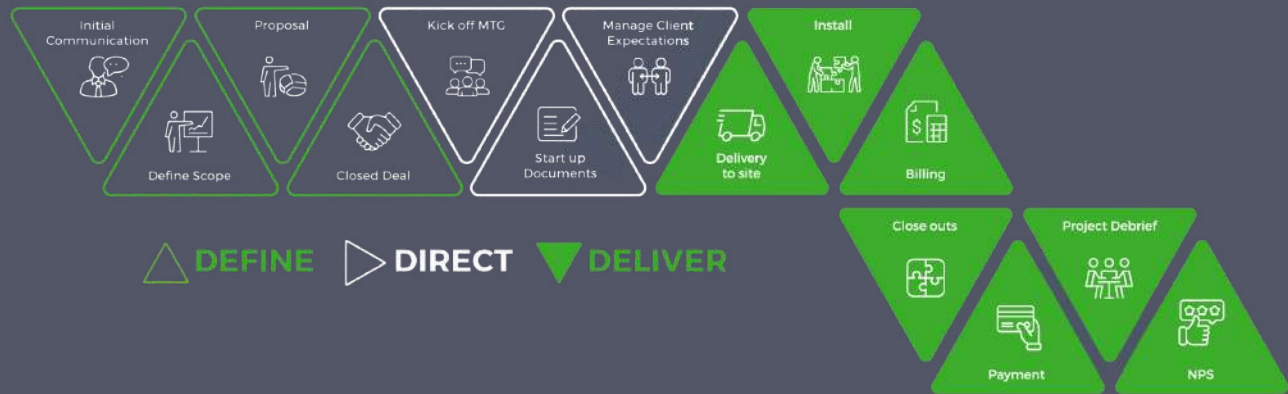 Initial
Communication
Define Scope
Proposal
Closed Deal
Kick off MTG
Start up
Documents
Manage Client
Expectations
Delivery
to site
Install
$
Billing
Close outs
Payment
Project Debrief
NPS
DEFINE
DIRECT
DELIVER